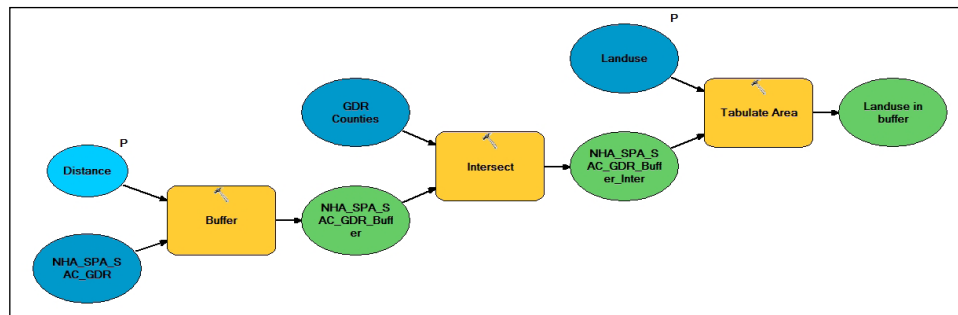 P
Landuse
Tabulate Area
Landuse in
buffer
GDR
Counties
Intersect
NHA_SPA_S
AC_GDR_Buff
er_Inter
P
Distance
Buffer
NHA_SPA_S
AC_GDR_Buff
er
NHA_SPA_S
AC_GDR